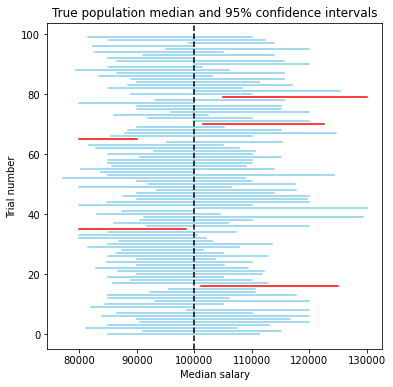 True population median and 95% confidence intervals
100
80
60
40
20
0
Trial number
80000 90000 100000 110000 120000 130000
Median salary